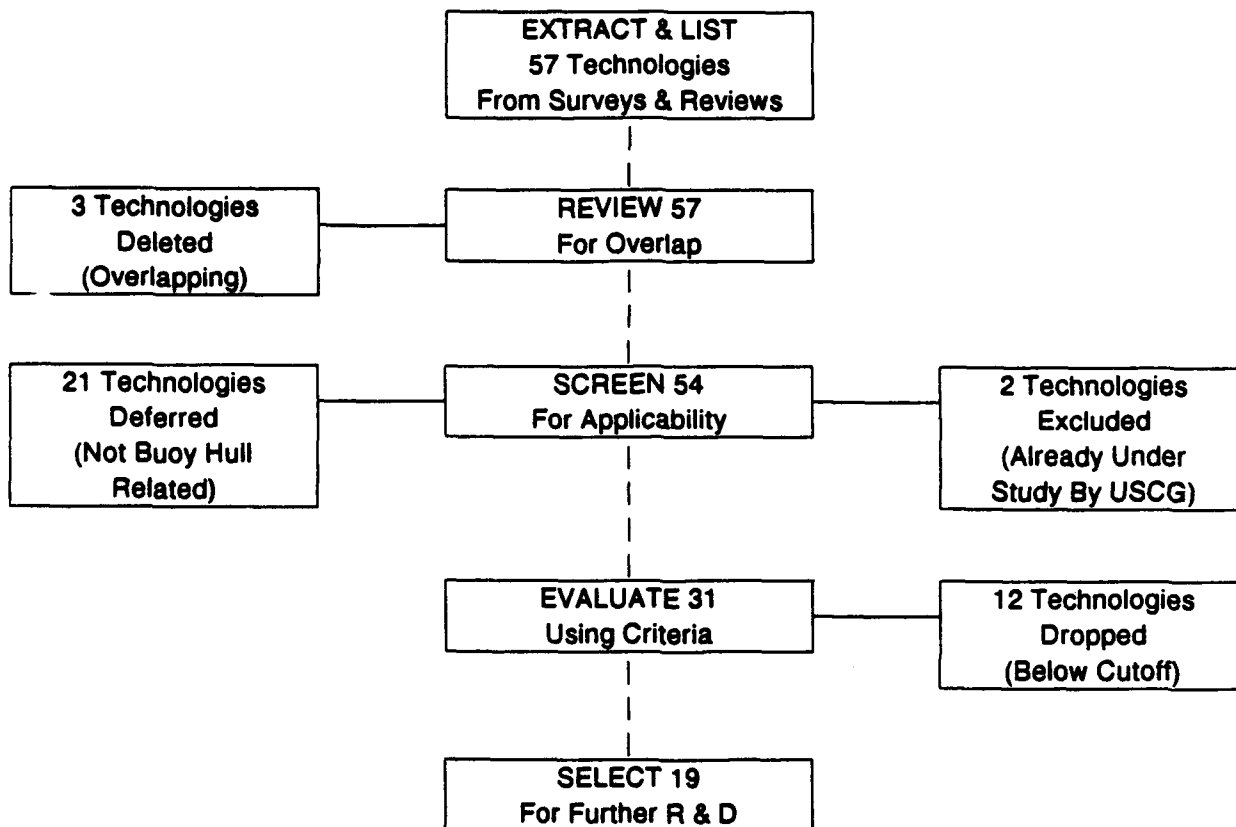 EXTRACT & LIST
57 Technologies
From Surveys & Reviews
3 Technologies
Deleted
(Overlapping)
REVIEW 57
For Overlap
21 Technologies
Deferred
(Not Buoy Hull
Related)
SCREEN 54
For Applicability
2 Technologies
Excluded
(Already Under
Study By USCG)
EVALUATE 31
Using Criteria
12 Technologies
Dropped
(Below Cutoff)
SELECT 19
For Further R & D